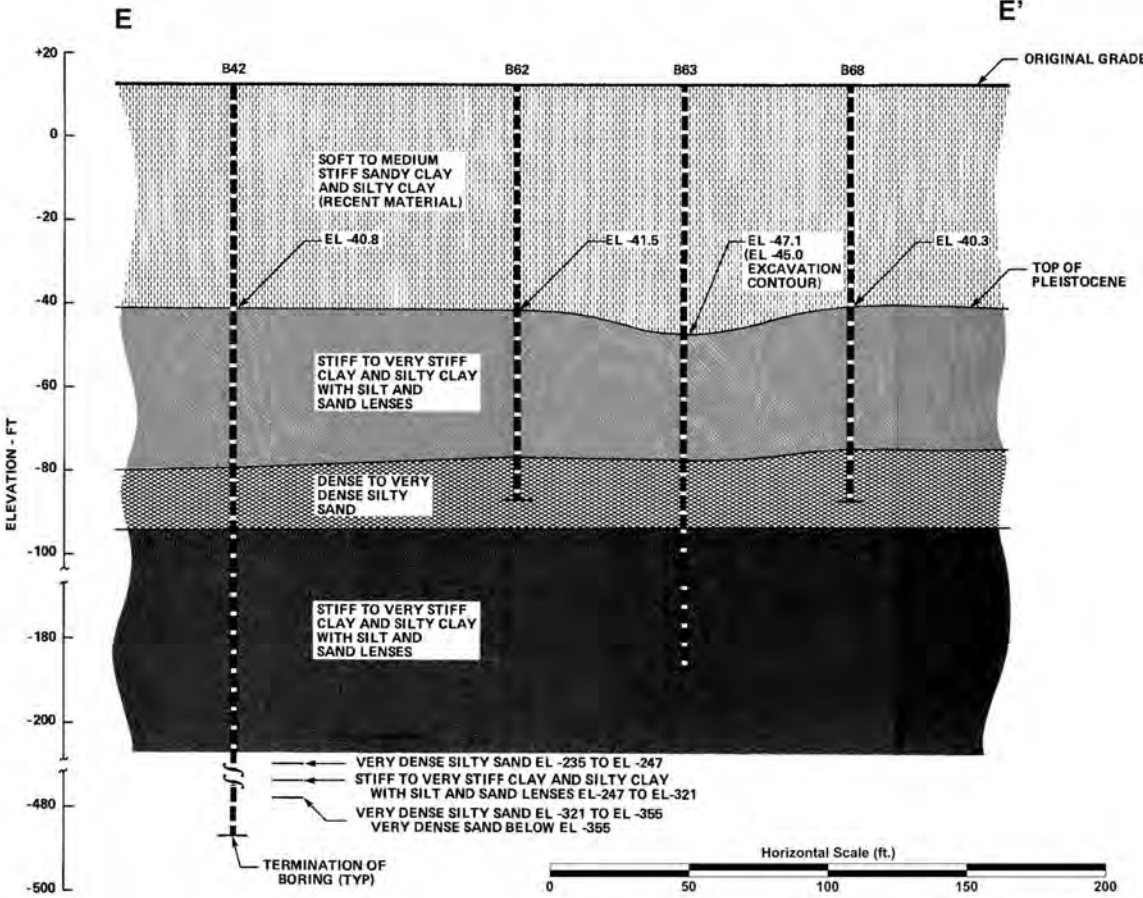 E
E'
+20
B42
B62
B63
B68
ORIGINAL GRADE
0
SOFT TO MEDIUM
STIFF SANDY CLAY
AND SILTY CLAY
(RECENT MATERIAL)
-20
EL -40.8
EL -41.5
EL -47.1
(EL -45.0
EXCAVATION
CONTOUR)
EL -40.3
TOP OF
PLEISTOCENE
-40
STIFF TO VERY STIFF
CLAY AND SILTY CLAY
WITH SILT AND
SAND LENSES
-60
ELEVATION - FT
-80
DENSE TO VERY
DENSE SILTY
SAND
-100
STIFF TO VERY STIFF
CLAY AND SILTY CLAY
WITH SILT AND
SAND LENSES
-180
-200
VERY DENSE SILTY SAND EL -235 TO EL -247
STIFF TO VERY STIFF CLAY AND SILTY CLAY
WITH SILT AND SAND LENSES EL-247 TO EL-321
-480
VERY DENSE SILTY SAND EL -321 TO EL -355
VERY DENSE SAND BELOW EL -355
TERMINATION OF
BORING (TYP)
-500
Horizontal Scale (ft.)
0 50 100 150 200